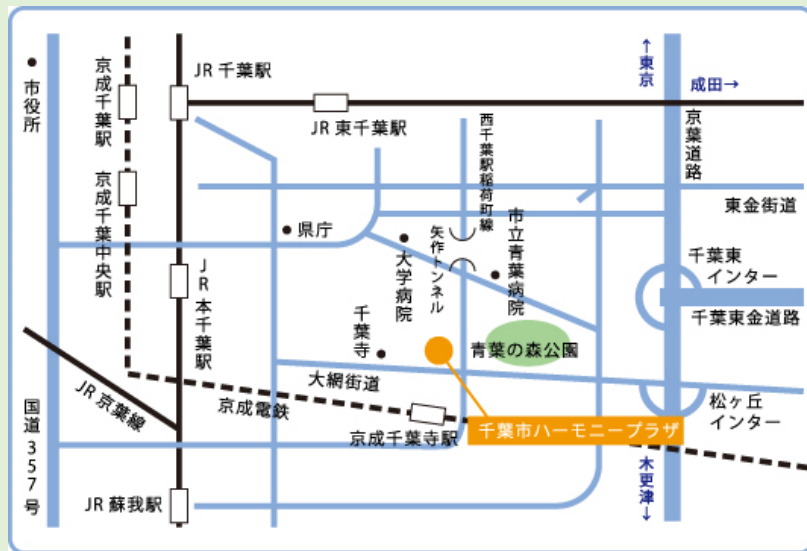 市役所
京成千葉駅
JR 千葉駅
JR 東千葉駅
↑東京
成田→
京葉道路
西千葉駅稲荷町線
東金街道
京成千葉中央駅
県庁
大学病院
矢作トンネル
市立青葉病院
千葉東
インター
千葉東金道路
JR 本千葉駅
千葉寺
青葉の森公園
大網街道
JR 京葉線
京成電鉄
京成千葉寺駅
千葉市ハーモニープラザ
松ヶ丘
インター
国道 357 号
JR 蘇我駅
木更津↓